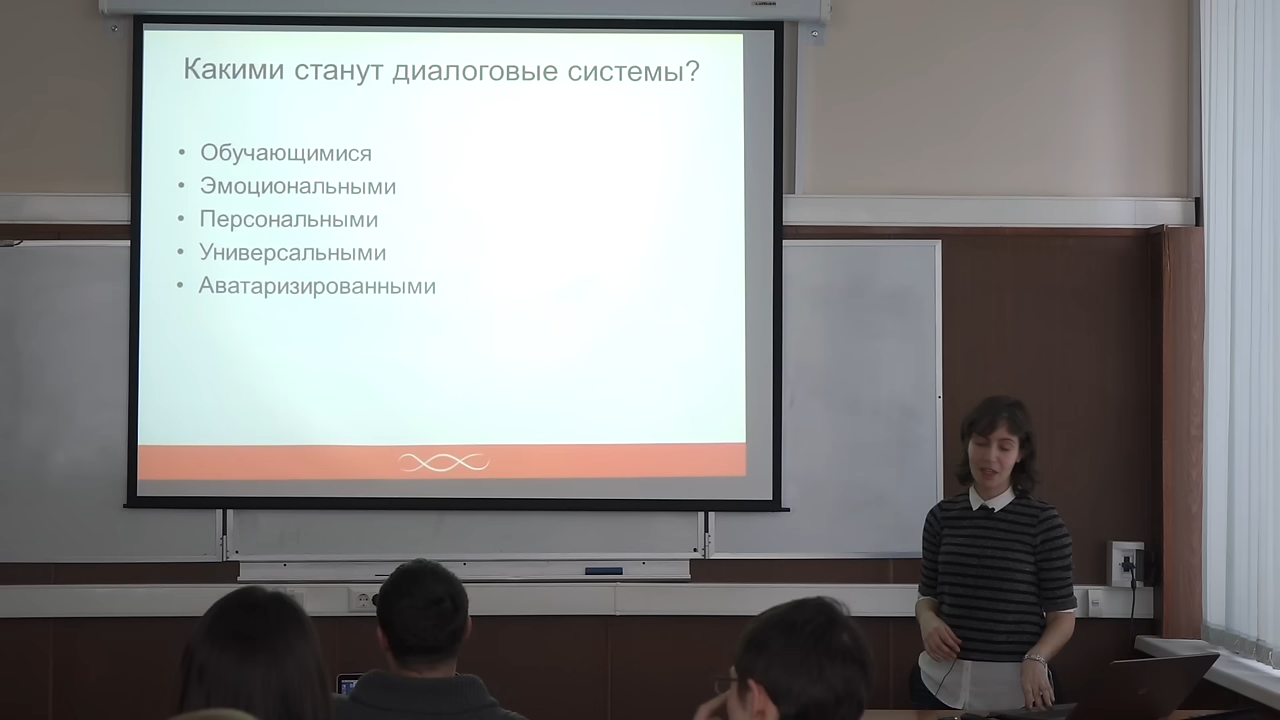 Какими станут диалоговые системы?
• Обучающимися
• Эмоциональными
• Персональными
• Универсальными
• Аватаризированными